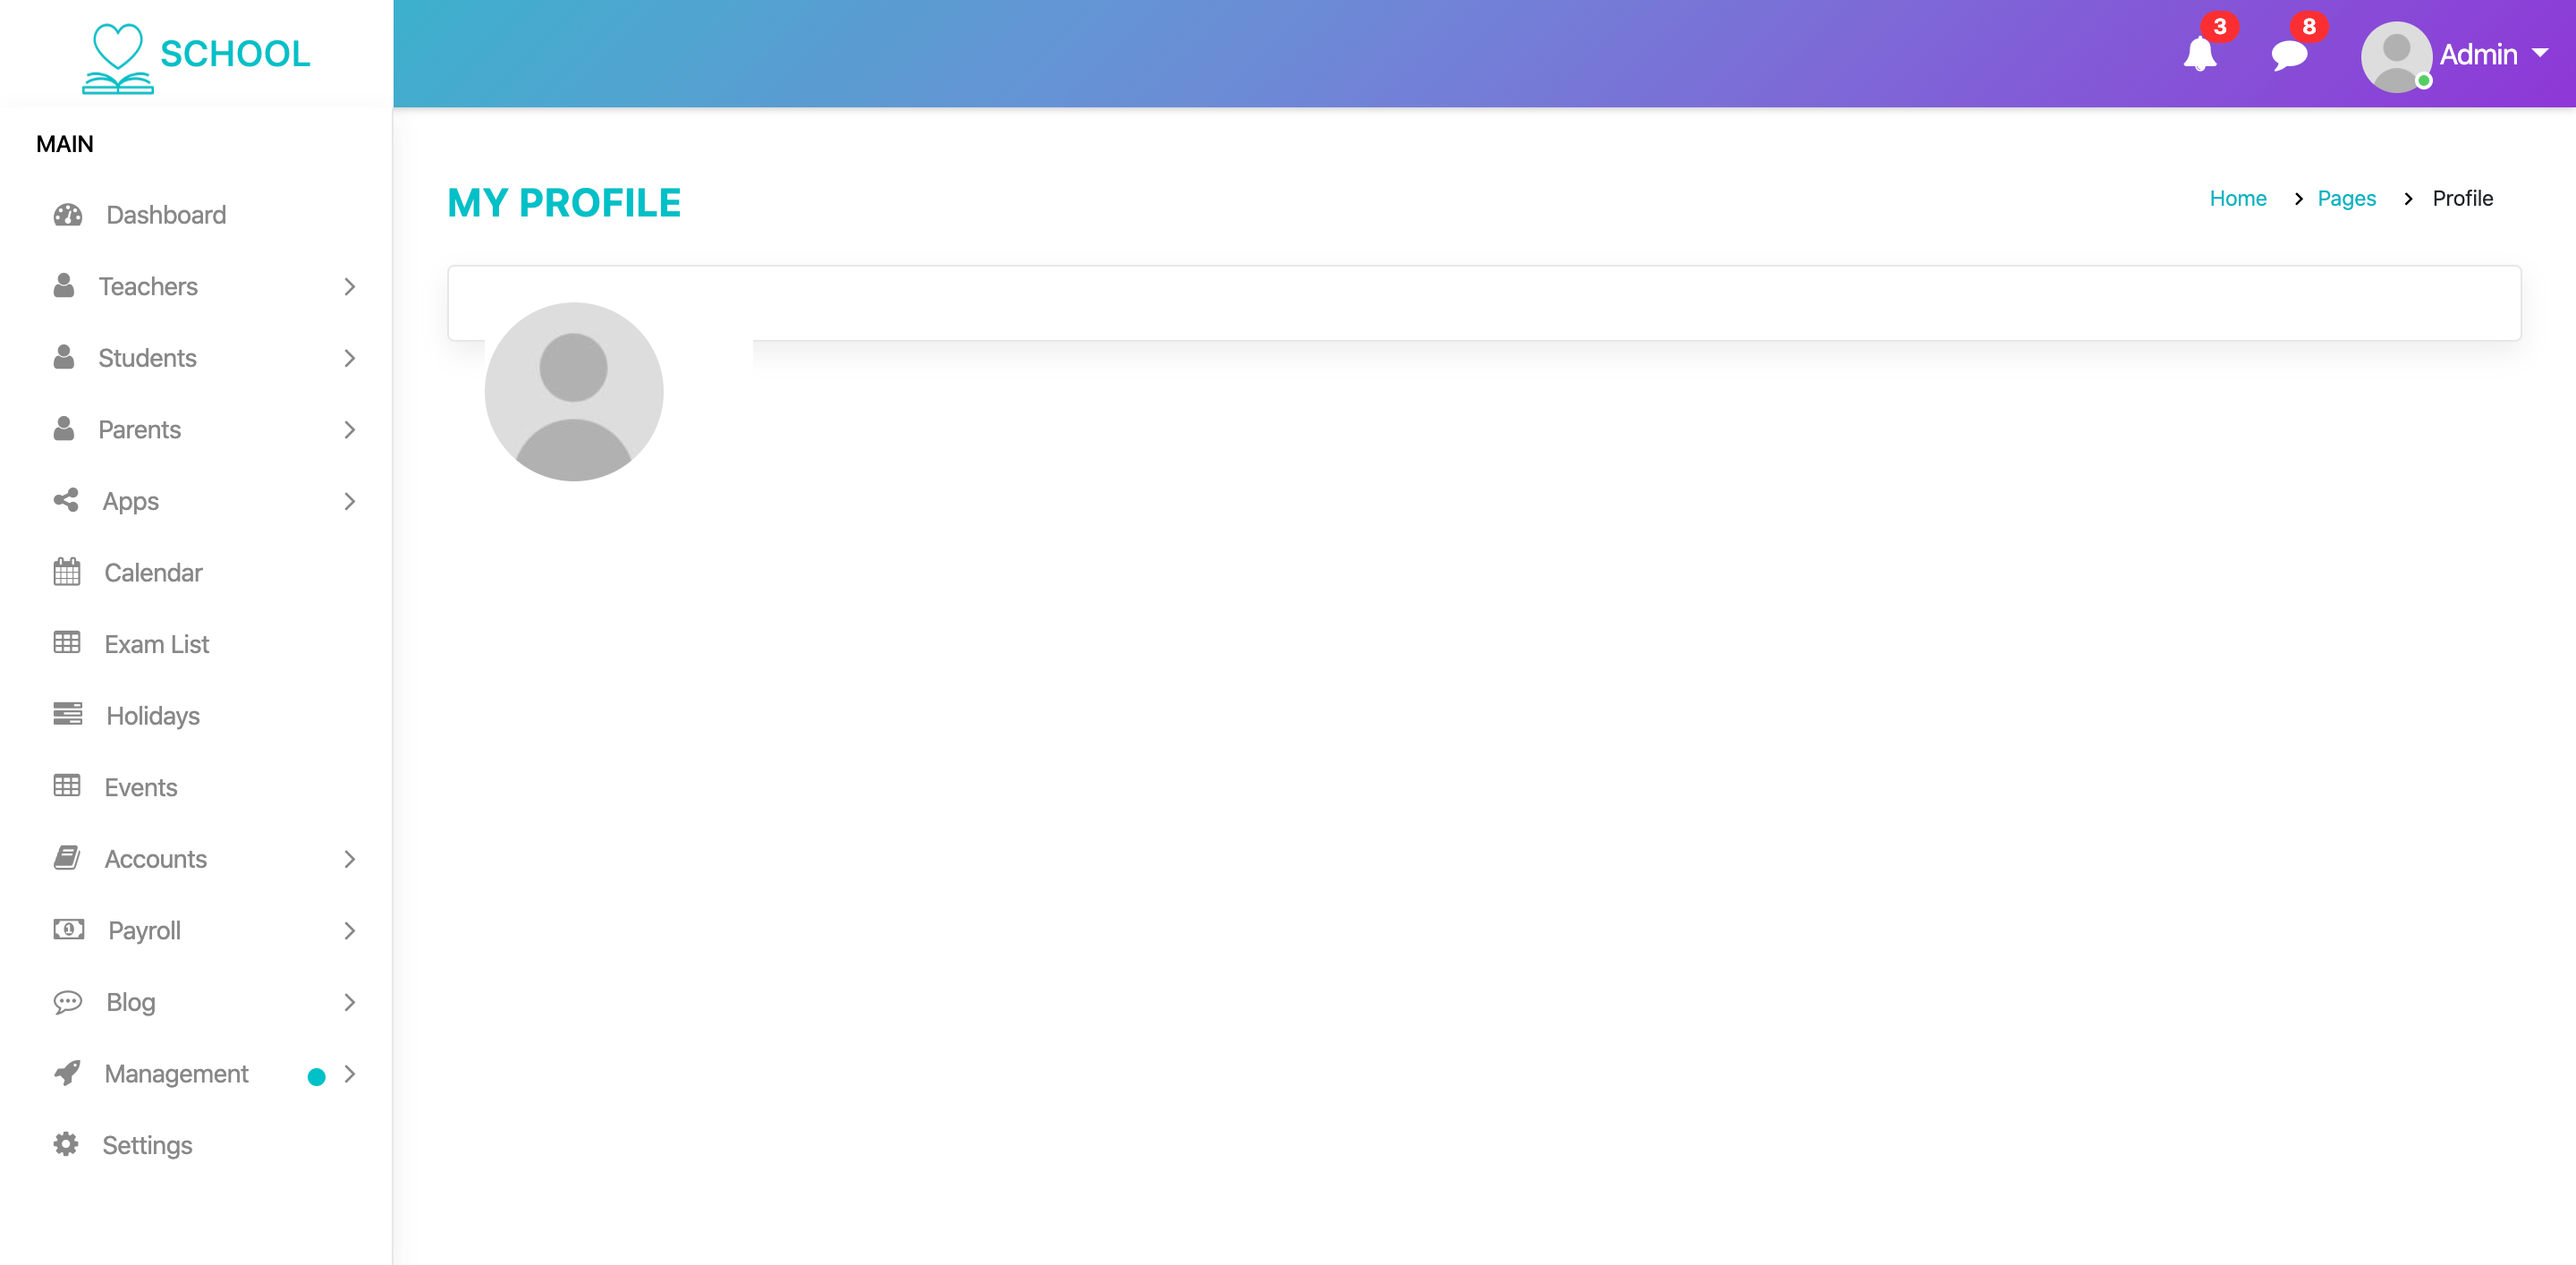 SCHOOL
3
8
Admin
MAIN
Dashboard
Teachers
Students
Parents
Apps
Calendar
Exam List
Holidays
Events
Accounts
Payroll
Blog
Management
Settings
MY PROFILE
Home > Pages > Profile